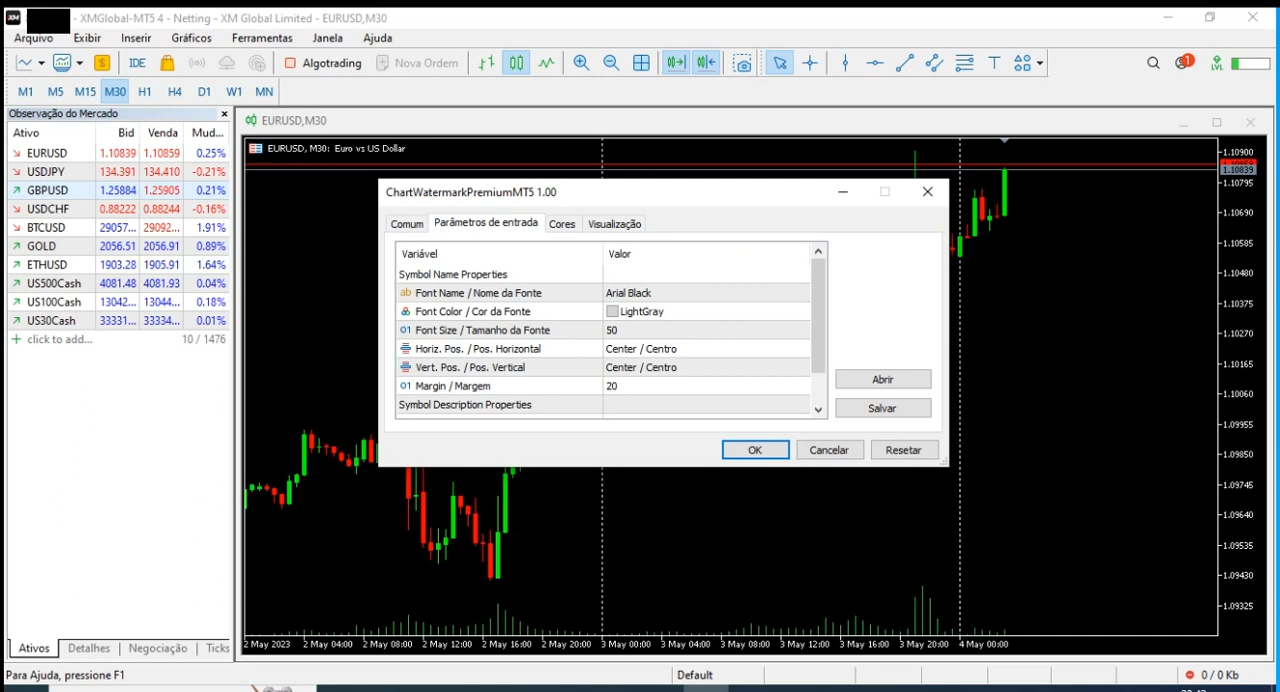 XM - XMGlobal-MT5 4 - Netting - XM Global Limited - EURUSD,M30
Arquivo Exibir Inserir Gráficos Ferramentas Janela Ajuda
IDE Algotrading Nova Ordem 1 LVL
M1 M5 M15 M30 H1 H4 D1 W1 MN
Observação do Mercado
Ativo Bid Venda Mud...
EURUSD 1.10839 1.10859 0.25%
USDJPY 134.391 134.410 -0.21%
GBPUSD 1.25884 1.25905 0.21%
USDCHF 0.88222 0.88244 -0.16%
BTCUSD 29057... 29092... 1.91%
GOLD 2056.51 2056.91 0.89%
ETHUSD 1903.28 1905.91 1.64%
US500Cash 4081.48 4081.93 0.04%
US100Cash 13042... 13044... 0.18%
US30Cash 33331... 33334... 0.01%
click to add... 10 / 1476
Ativos Detalhes Negociação Ticks
EURUSD,M30
EURUSD, M30: Euro vs US Dollar
ChartWatermarkPremiumMT5 1.00
Comum Parâmetros de entrada Cores Visualização
Variável Valor
Symbol Name Properties
ab Font Name / Nome da Fonte Arial Black
Font Color / Cor da Fonte LightGray
01 Font Size / Tamanho da Fonte 50
Horiz. Pos. / Pos. Horizontal Center / Centro
Vert. Pos. / Pos. Vertical Center / Centro
01 Margin / Margem 20
Symbol Description Properties
Abrir
Salvar
OK Cancelar Resetar
1.10900
1.10839
1.10795
1.10690
1.10585
1.10480
1.10375
1.10270
1.10165
1.10060
1.09955
1.09850
1.09745
1.09640
1.09535
1.09430
1.09325
2 May 2023 2 May 04:00 2 May 08:00 2 May 12:00 2 May 16:00 2 May 20:00 3 May 00:00 3 May 04:00 3 May 08:00 3 May 12:00 3 May 16:00 3 May 20:00 4 May 00:00
Para Ajuda, pressione F1 Default 0 / 0 Kb